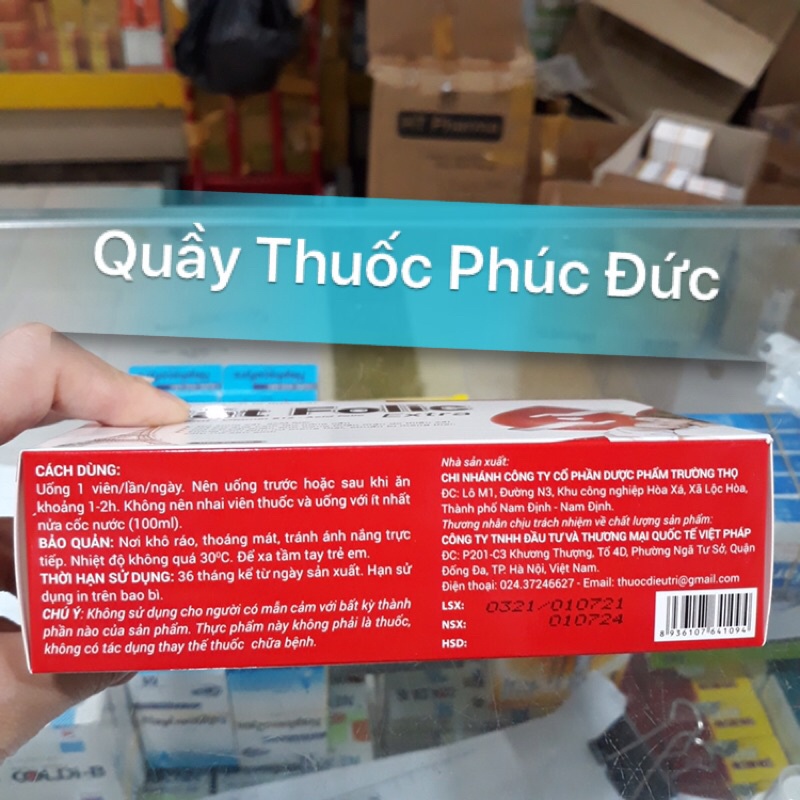 HT Pharma
Quầy Thuốc Phúc Đức
Folic
extra
CÁCH DÙNG:
Uống 1 viên/lần/ngày. Nên uống trước hoặc sau khi ăn
khoảng 1-2h. Không nên nhai viên thuốc và uống với ít nhất
nửa cốc nước (100ml).
BẢO QUẢN: Nơi khô ráo, thoáng mát, tránh ánh nắng trực
tiếp. Nhiệt độ không quá 30ºC. Để xa tầm tay trẻ em.
THỜI HẠN SỬ DỤNG: 36 tháng kể từ ngày sản xuất. Hạn sử
dụng in trên bao bì.
CHÚ Ý: Không sử dụng cho người có mẫn cảm với bất kỳ thành
phần nào của sản phẩm. Thực phẩm này không phải là thuốc,
không có tác dụng thay thế thuốc chữa bệnh.
Nhà sản xuất:
CHI NHÁNH CÔNG TY CỔ PHẦN DƯỢC PHẨM TRƯỜNG THỌ
ĐC: Lô M1, Đường N3, Khu công nghiệp Hòa Xá, Xã Lộc Hòa,
Thành phố Nam Định - Nam Định.
Thương nhân chịu trách nhiệm về chất lượng sản phẩm:
CÔNG TY TNHH ĐẦU TƯ VÀ THƯƠNG MẠI QUỐC TẾ VIỆT PHÁP
ĐC: P201-C3 Khương Thượng, Tổ 4D, Phường Ngã Tư Sở, Quận
Đống Đa, TP. Hà Nội, Việt Nam.
Điện thoại: 024.37246627 - Email: thuocdieutri@gmail.com
LSX: 0321/010721
NSX: 010724
HSD:
8 936107 641094